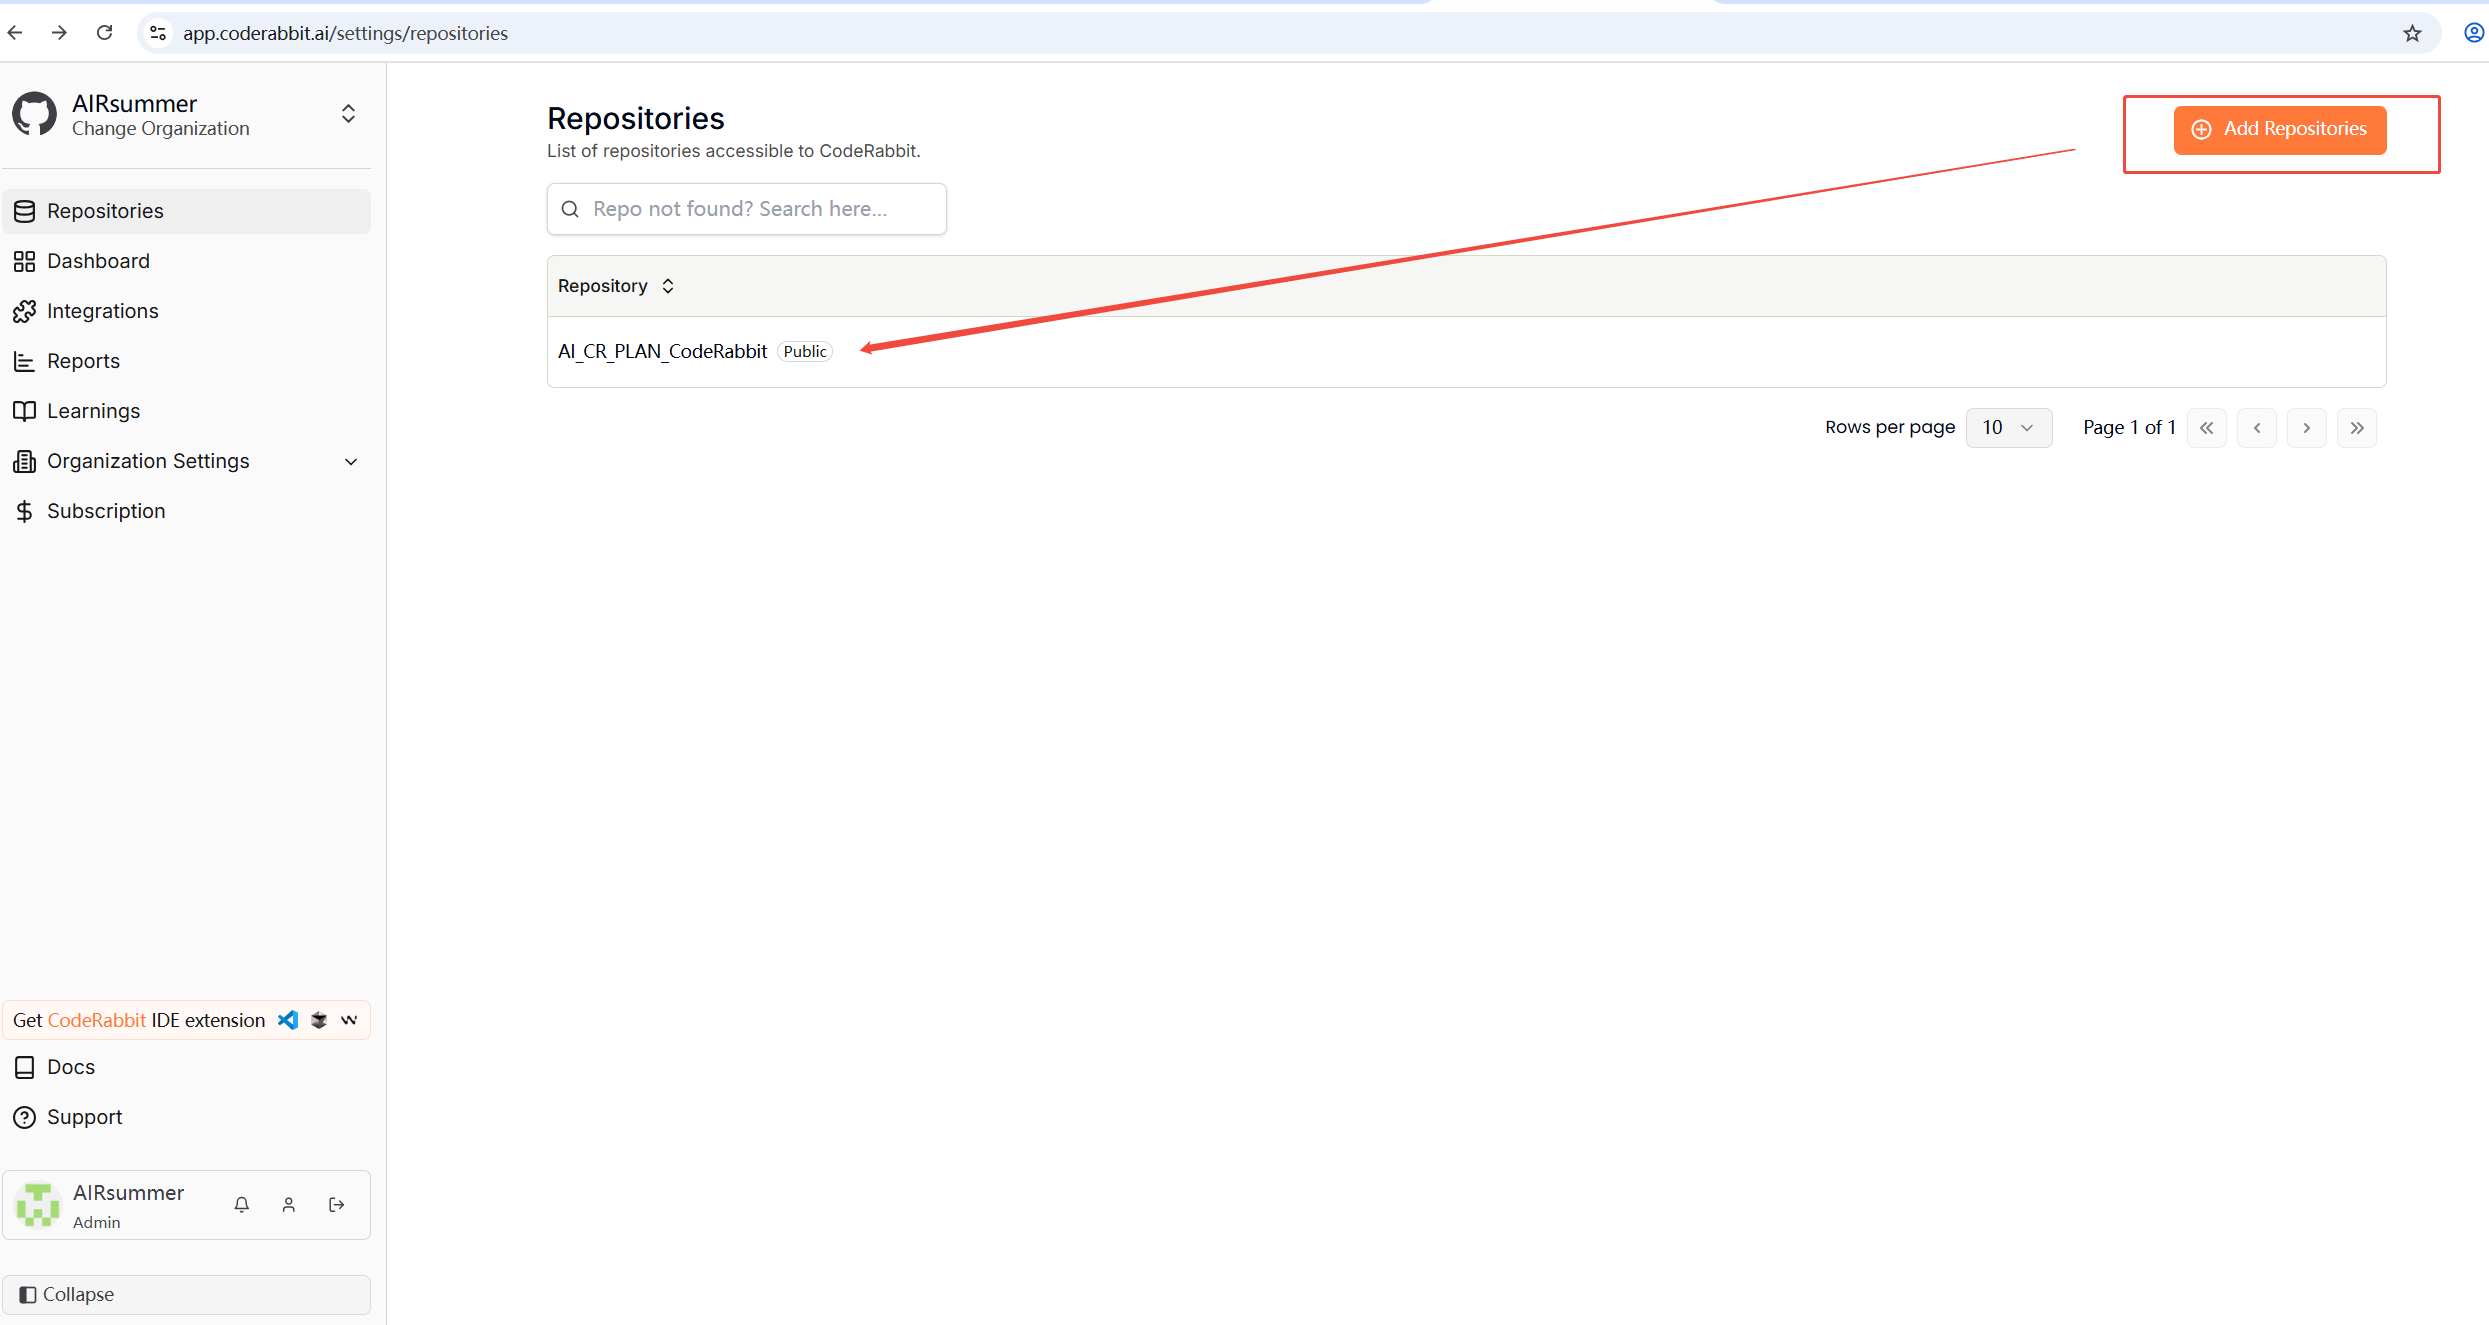 app.coderabbit.ai/settings/repositories
AIRsummer
Change Organization
Repositories
Dashboard
Integrations
Reports
Learnings
Organization Settings
Subscription
Get CodeRabbit IDE extension
Docs
Support
AIRsummer
Admin
Collapse
Repositories
List of repositories accessible to CodeRabbit.
Add Repositories
Repo not found? Search here...
Repository
AI_CR_PLAN_CodeRabbit Public
Rows per page 10 Page 1 of 1